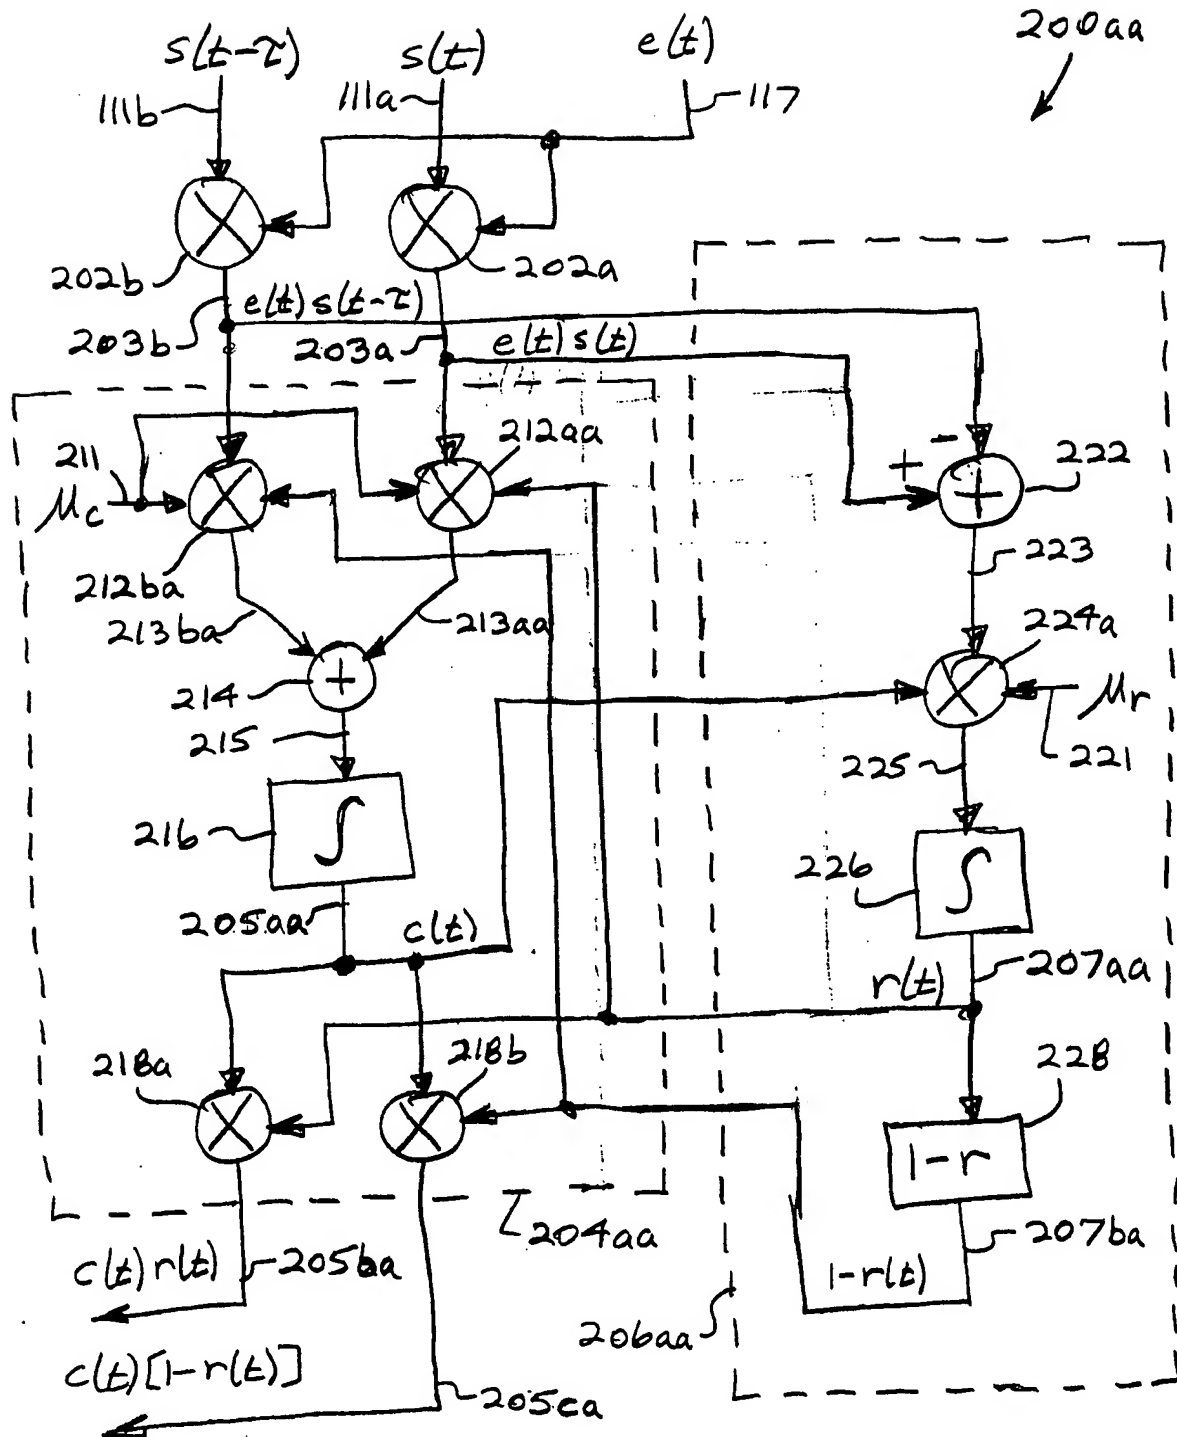 s(t-τ)
s(t)
e(t)
200aa
111b
111a
117
202b
202a
e(t)s(t-τ)
203b
203a
e(t)s(t)
212aa
211
μc
- 
+
+
222
212ba
223
213ba
213aa
224a
214
+
μr
215
225
221
216
∫
226
∫
205aa
c(t)
r(t)
207aa
218a
218b
228
1-r
204aa
207ba
c(t)r(t)
205ba
1-r(t)
206aa
c(t)[1-r(t)]
205ca